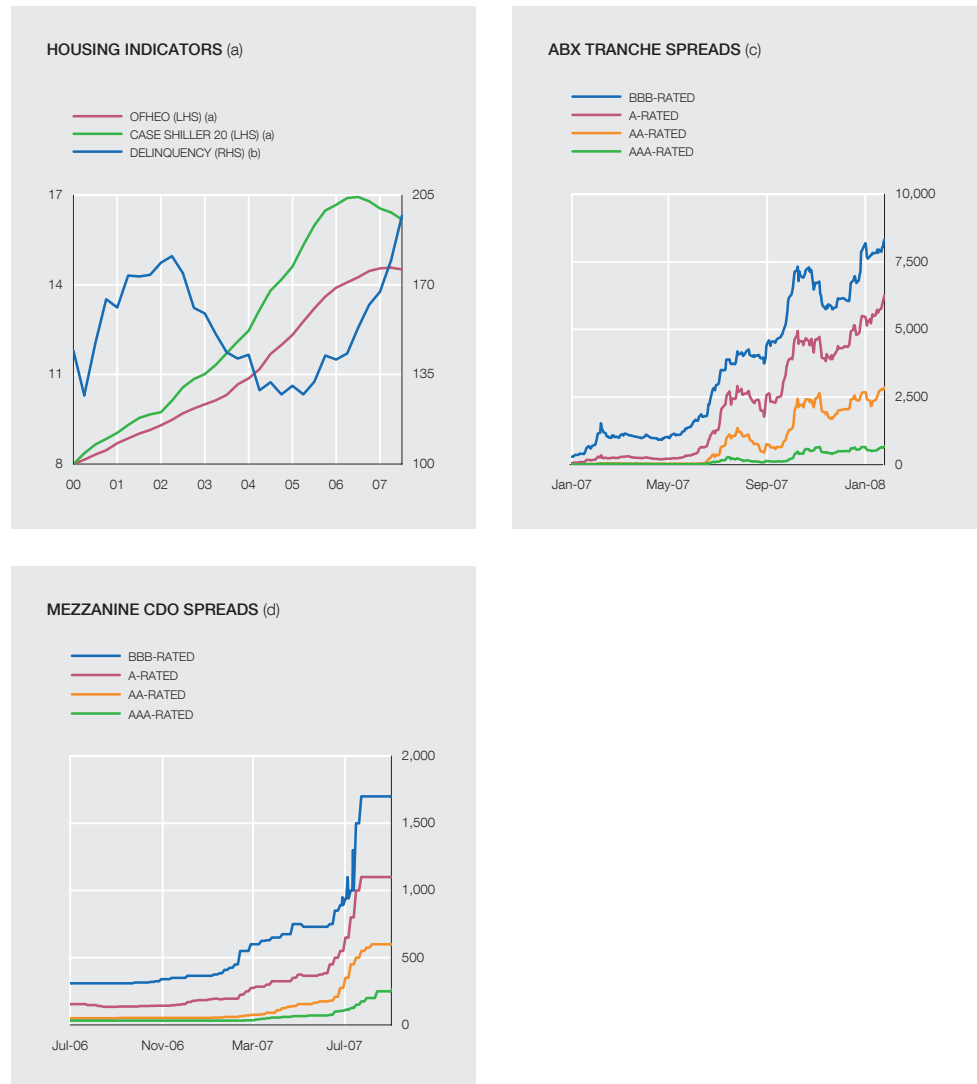 HOUSING INDICATORS (a)
OFHEO (LHS) (a)
CASE SHILLER 20 (LHS) (a)
DELINQUENCY (RHS) (b)
17 205
14 170
11 135
8 100
00 01 02 03 04 05 06 07
ABX TRANCHE SPREADS (c)
BBB-RATED
A-RATED
AA-RATED
AAA-RATED
10,000
7,500
5,000
2,500
0
Jan-07 May-07 Sep-07 Jan-08
MEZZANINE CDO SPREADS (d)
BBB-RATED
A-RATED
AA-RATED
AAA-RATED
2,000
1,500
1,000
500
0
Jul-06 Nov-06 Mar-07 Jul-07